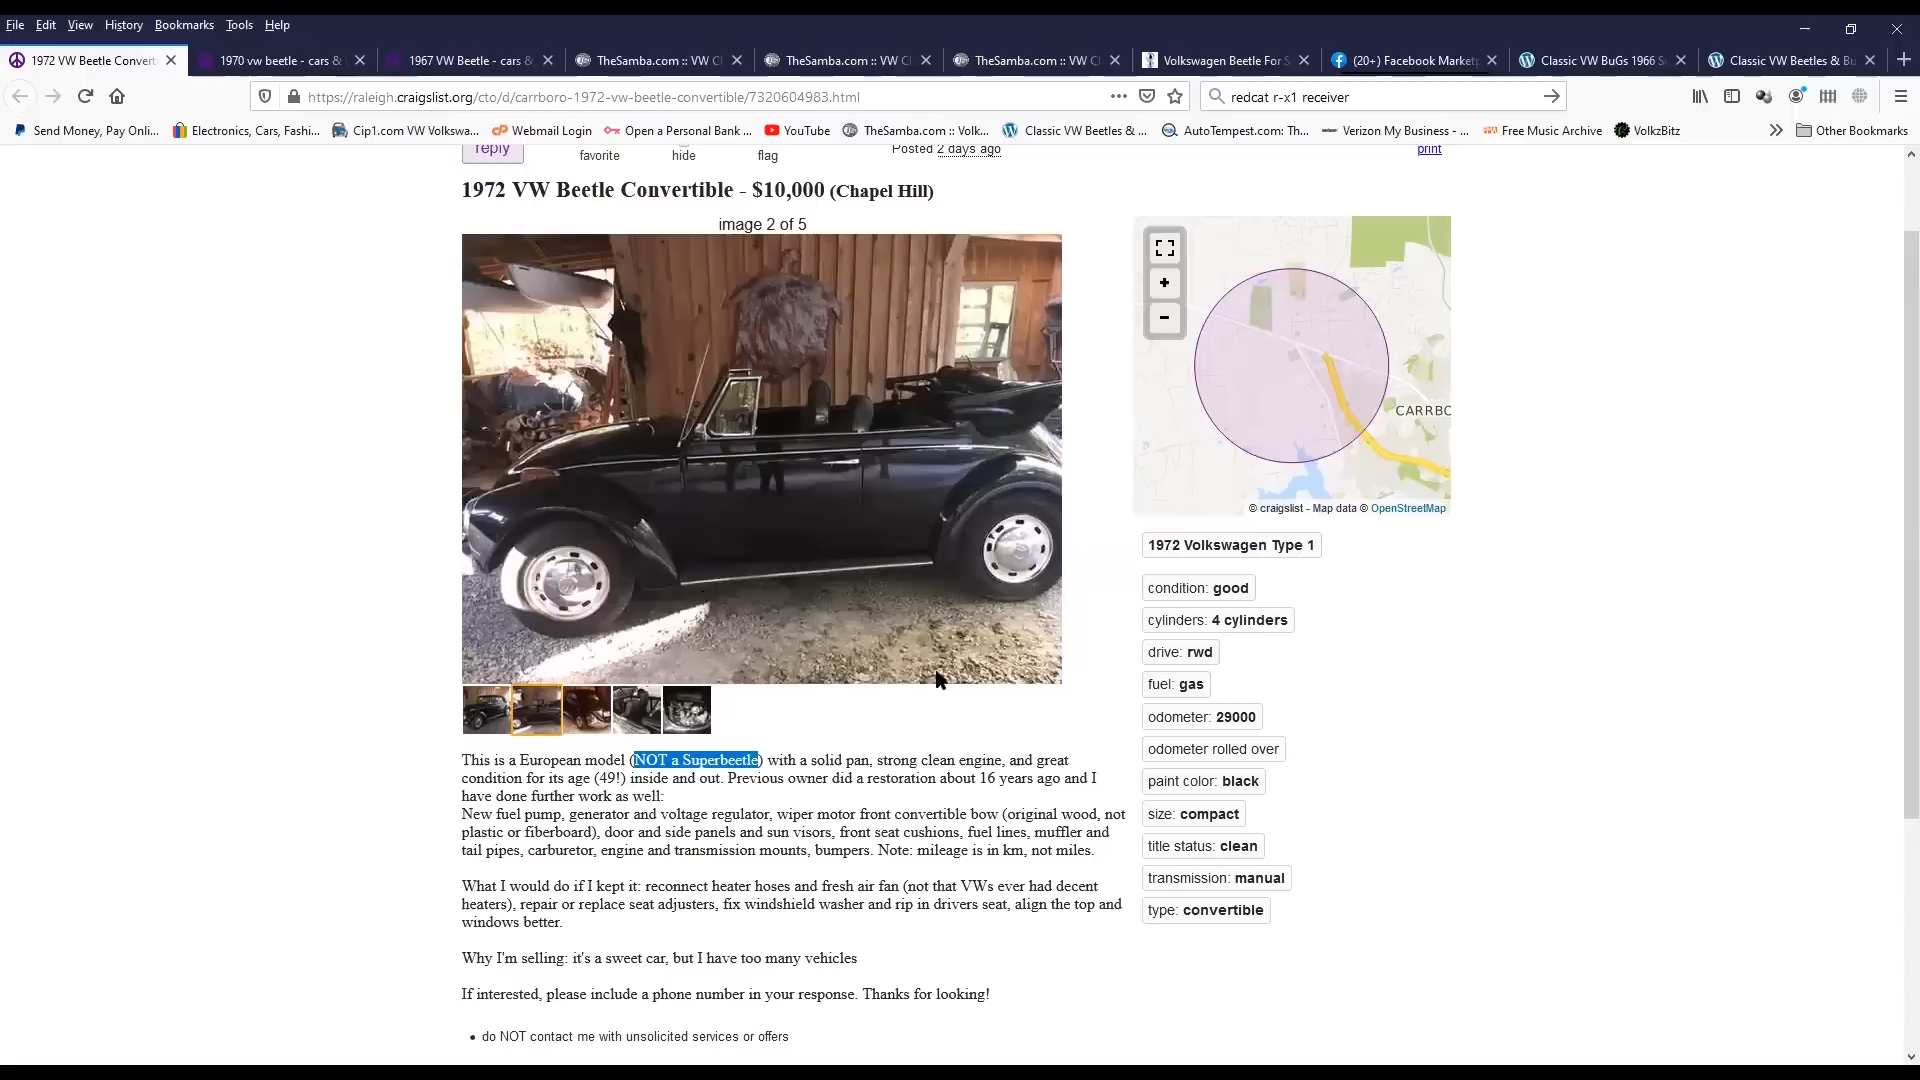 File Edit View History Bookmarks Tools Help
1972 VW Beetle Convert
1970 vw beetle - cars &
1967 VW Beetle - cars &
TheSamba.com :: VW Cl
TheSamba.com :: VW Cl
TheSamba.com :: VW Cl
Volkswagen Beetle For S
(20+) Facebook Market
Classic VW BuGs 1966 S
Classic VW Beetles & Bu
https://raleigh.craigslist.org/cto/d/carrboro-1972-vw-beetle-convertible/7320604983.html
redcat r-x1 receiver
Send Money, Pay Onli...
Electronics, Cars, Fashi...
Cip1.com VW Volkswa...
Webmail Login
Open a Personal Bank ...
YouTube
TheSamba.com :: Volk...
Classic VW Beetles & ...
AutoTempest.com: Th...
Verizon My Business - ...
Free Music Archive
VolkzBitz
Other Bookmarks
reply
favorite
hide
flag
Posted 2 days ago
print
1972 VW Beetle Convertible - $10,000 (Chapel Hill)
image 2 of 5
+
-
CARRBO
© craigslist - Map data © OpenStreetMap
1972 Volkswagen Type 1
condition: good
cylinders: 4 cylinders
drive: rwd
fuel: gas
odometer: 29000
odometer rolled over
paint color: black
size: compact
title status: clean
transmission: manual
type: convertible
This is a European model (NOT a Superbeetle) with a solid pan, strong clean engine, and great
condition for its age (49!) inside and out. Previous owner did a restoration about 16 years ago and I
have done further work as well:
New fuel pump, generator and voltage regulator, wiper motor front convertible bow (original wood, not
plastic or fiberboard), door and side panels and sun visors, front seat cushions, fuel lines, muffler and
tail pipes, carburetor, engine and transmission mounts, bumpers. Note: mileage is in km, not miles.
What I would do if I kept it: reconnect heater hoses and fresh air fan (not that VWs ever had decent
heaters), repair or replace seat adjusters, fix windshield washer and rip in drivers seat, align the top and
windows better.
Why I'm selling: it's a sweet car, but I have too many vehicles
If interested, please include a phone number in your response. Thanks for looking!
• do NOT contact me with unsolicited services or offers